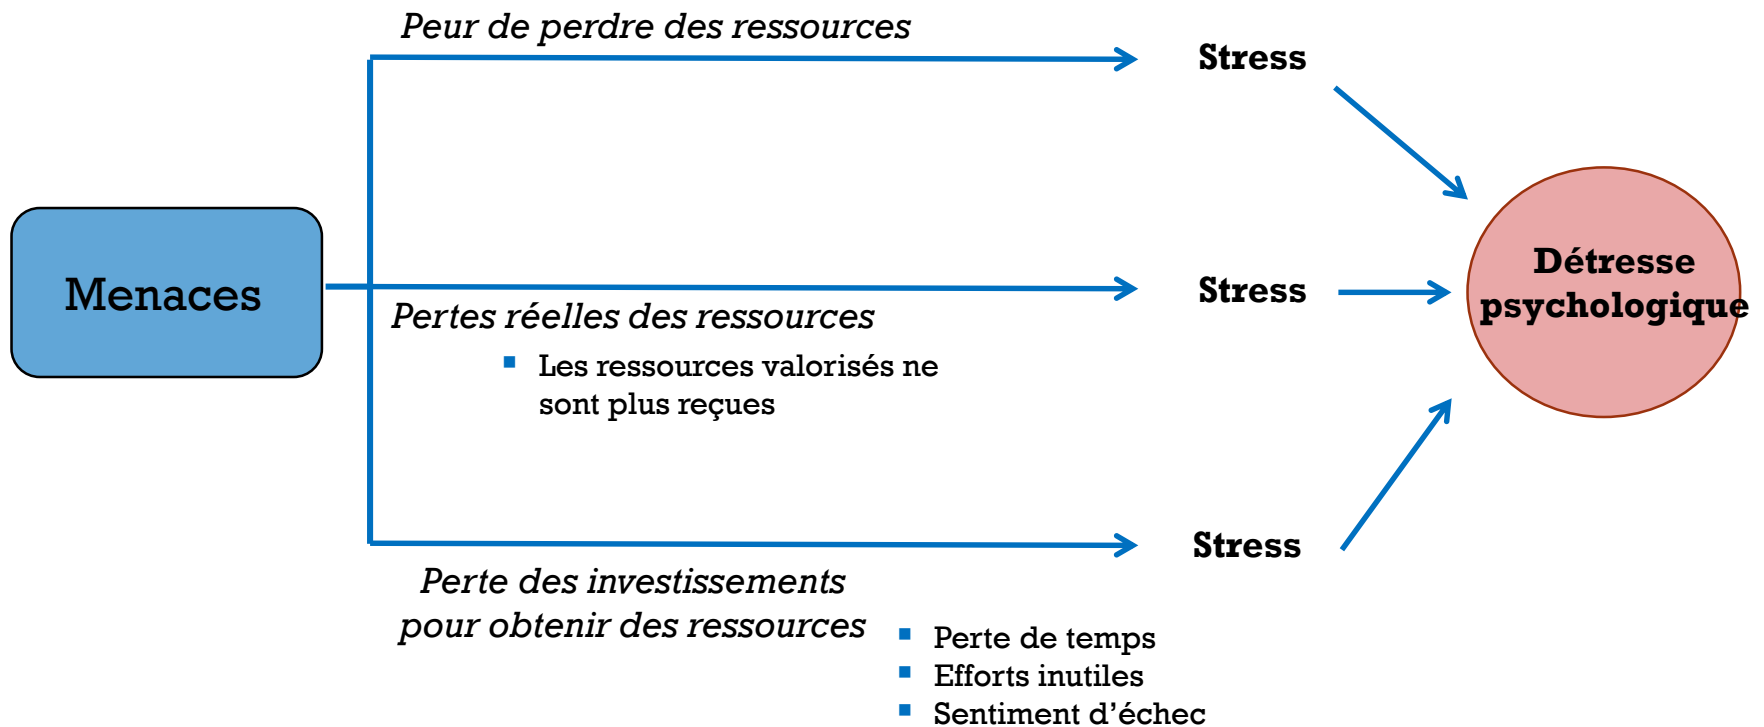 Peur de perdre des ressources
Stress
Menaces
Pertes réelles des ressources
▪ Les ressources valorisés ne
sont plus reçues
Stress
Détresse
psychologique
Perte des investissements
pour obtenir des ressources
Stress
▪ Perte de temps
▪ Efforts inutiles
▪ Sentiment d’échec